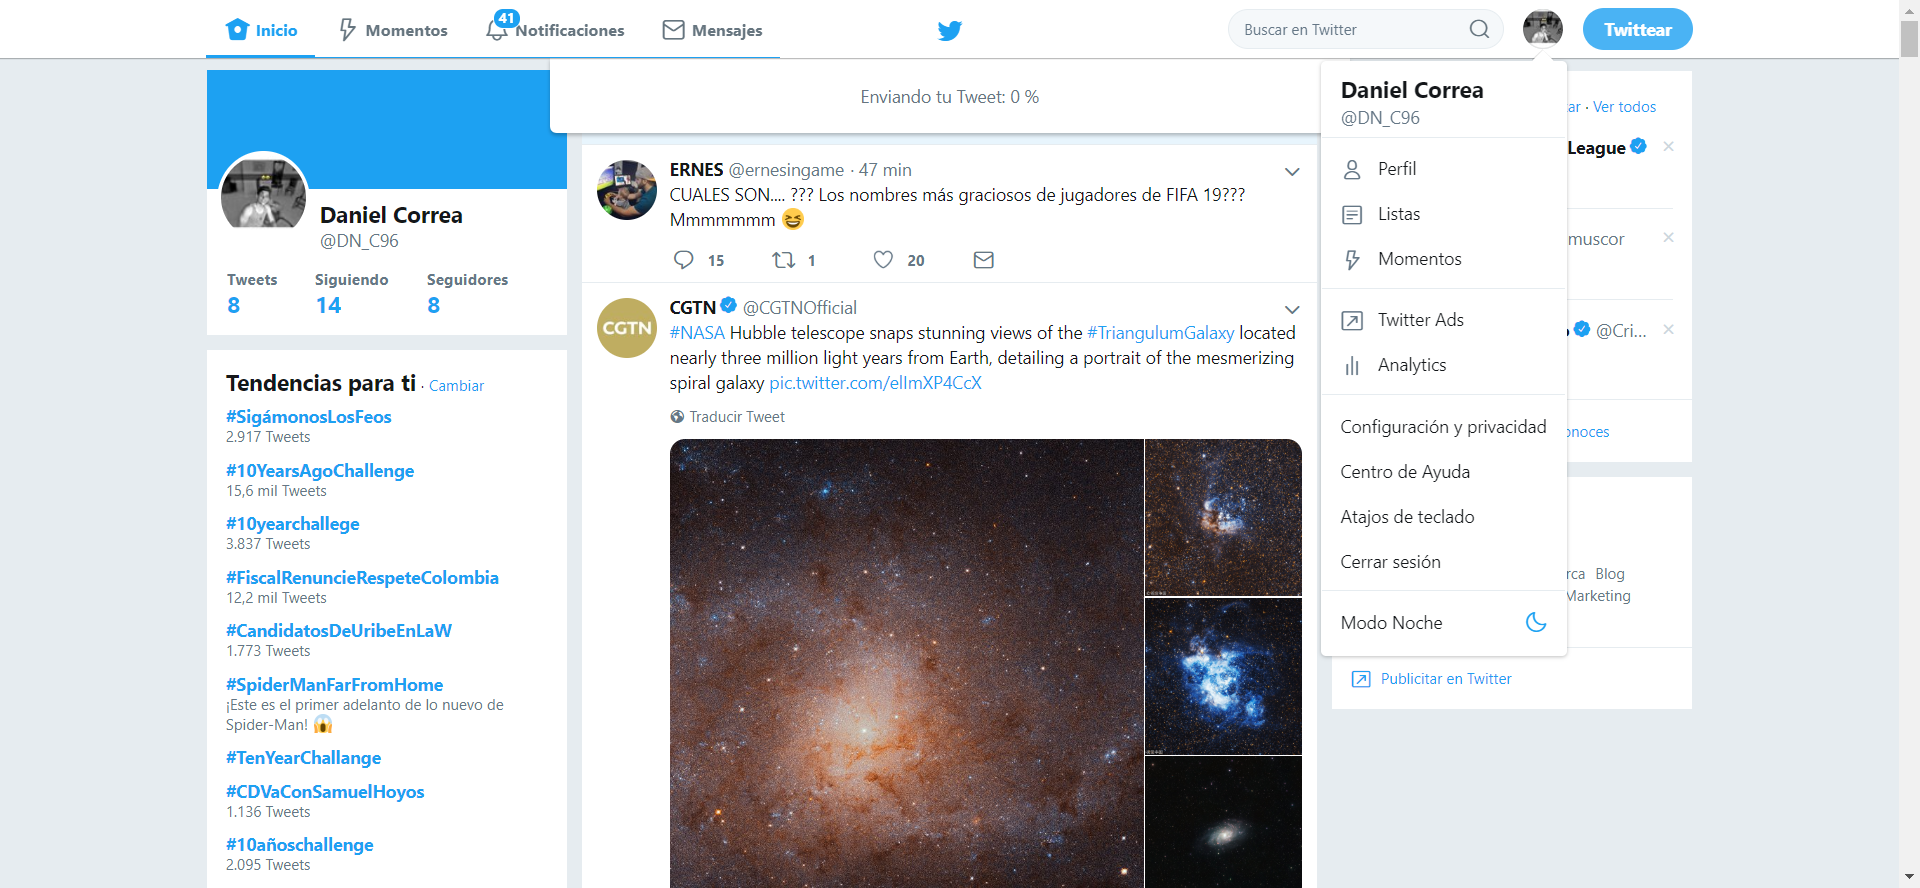 Inicio
Momentos
41
Notificaciones
Mensajes
Buscar en Twitter
Twittear
Enviando tu Tweet: 0 %
Daniel Correa
@DN_C96
Tweets Siguiendo Seguidores
8 14 8
Tendencias para ti · Cambiar
#SigámonosLosFeos
2.917 Tweets
#10YearsAgoChallenge
15,6 mil Tweets
#10yearchallege
3.837 Tweets
#FiscalRenuncieRespeteColombia
12,2 mil Tweets
#CandidatosDeUribeEnLaW
1.773 Tweets
#SpiderManFarFromHome
¡Este es el primer adelanto de lo nuevo de
Spider-Man! 😱
#TenYearChallange
#CDVaConSamuelHoyos
1.136 Tweets
#10añoschallenge
2.095 Tweets
ERNES @ernesingame · 47 min
CUALES SON.... ??? Los nombres más graciosos de jugadores de FIFA 19???
Mmmmmmm 😆
15 1 20
CGTN
CGTN @CGTNOfficial
#NASA Hubble telescope snaps stunning views of the #TriangulumGalaxy located
nearly three million light years from Earth, detailing a portrait of the mesmerizing
spiral galaxy pic.twitter.com/elImXP4CcX
Traducir Tweet
Daniel Correa
@DN_C96
Perfil
Listas
Momentos
Twitter Ads
Analytics
Configuración y privacidad
Centro de Ayuda
Atajos de teclado
Cerrar sesión
Modo Noche
ar · Ver todos
League
muscor
@Cri...
onoces
rca Blog
Marketing
Publicitar en Twitter